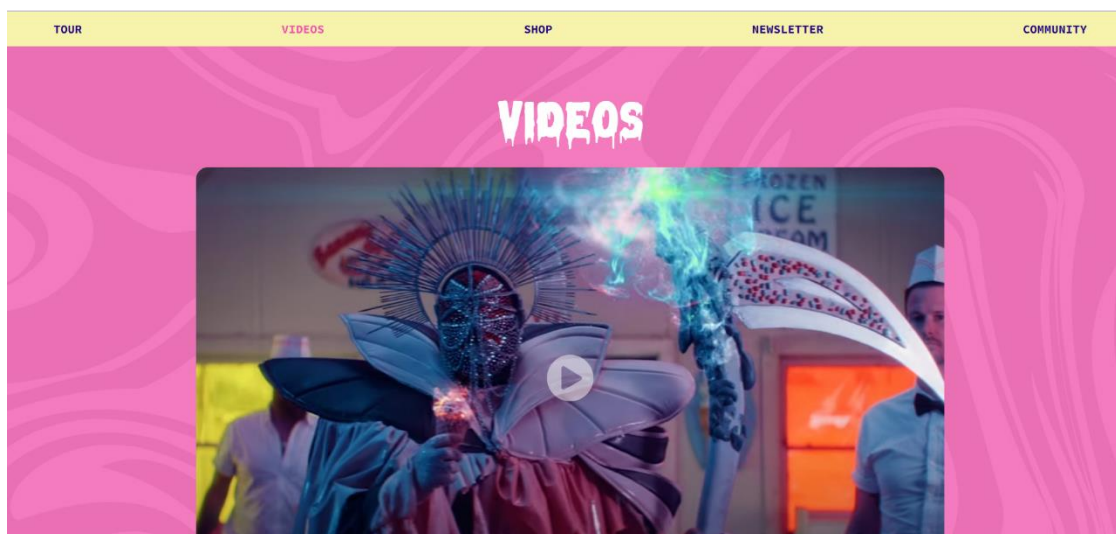 TOUR VIDEOS SHOP NEWSLETTER COMMUNITY
VIDEOS
FROZEN
ICE
CREAM